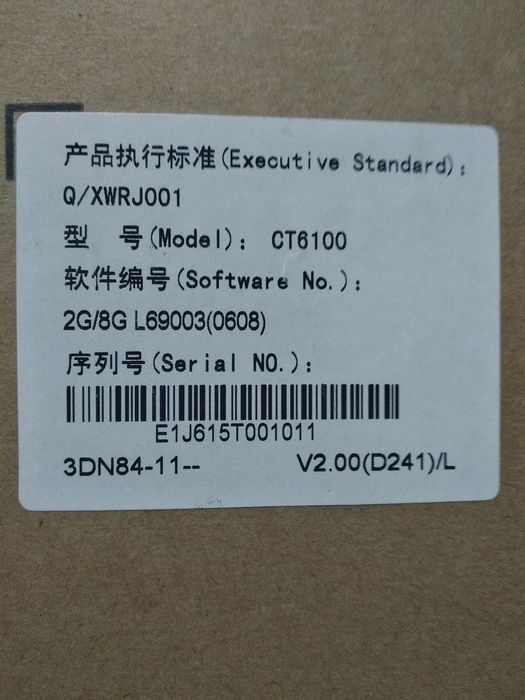 产品执行标准(Executive Standard):
Q/XWRJ001
型 号(Model): CT6100
软件编号(Software No.):
2G/8G L69003(0608)
序列号(Serial NO.):
E1J615T001011
3DN84-11-- V2.00(D241)/L